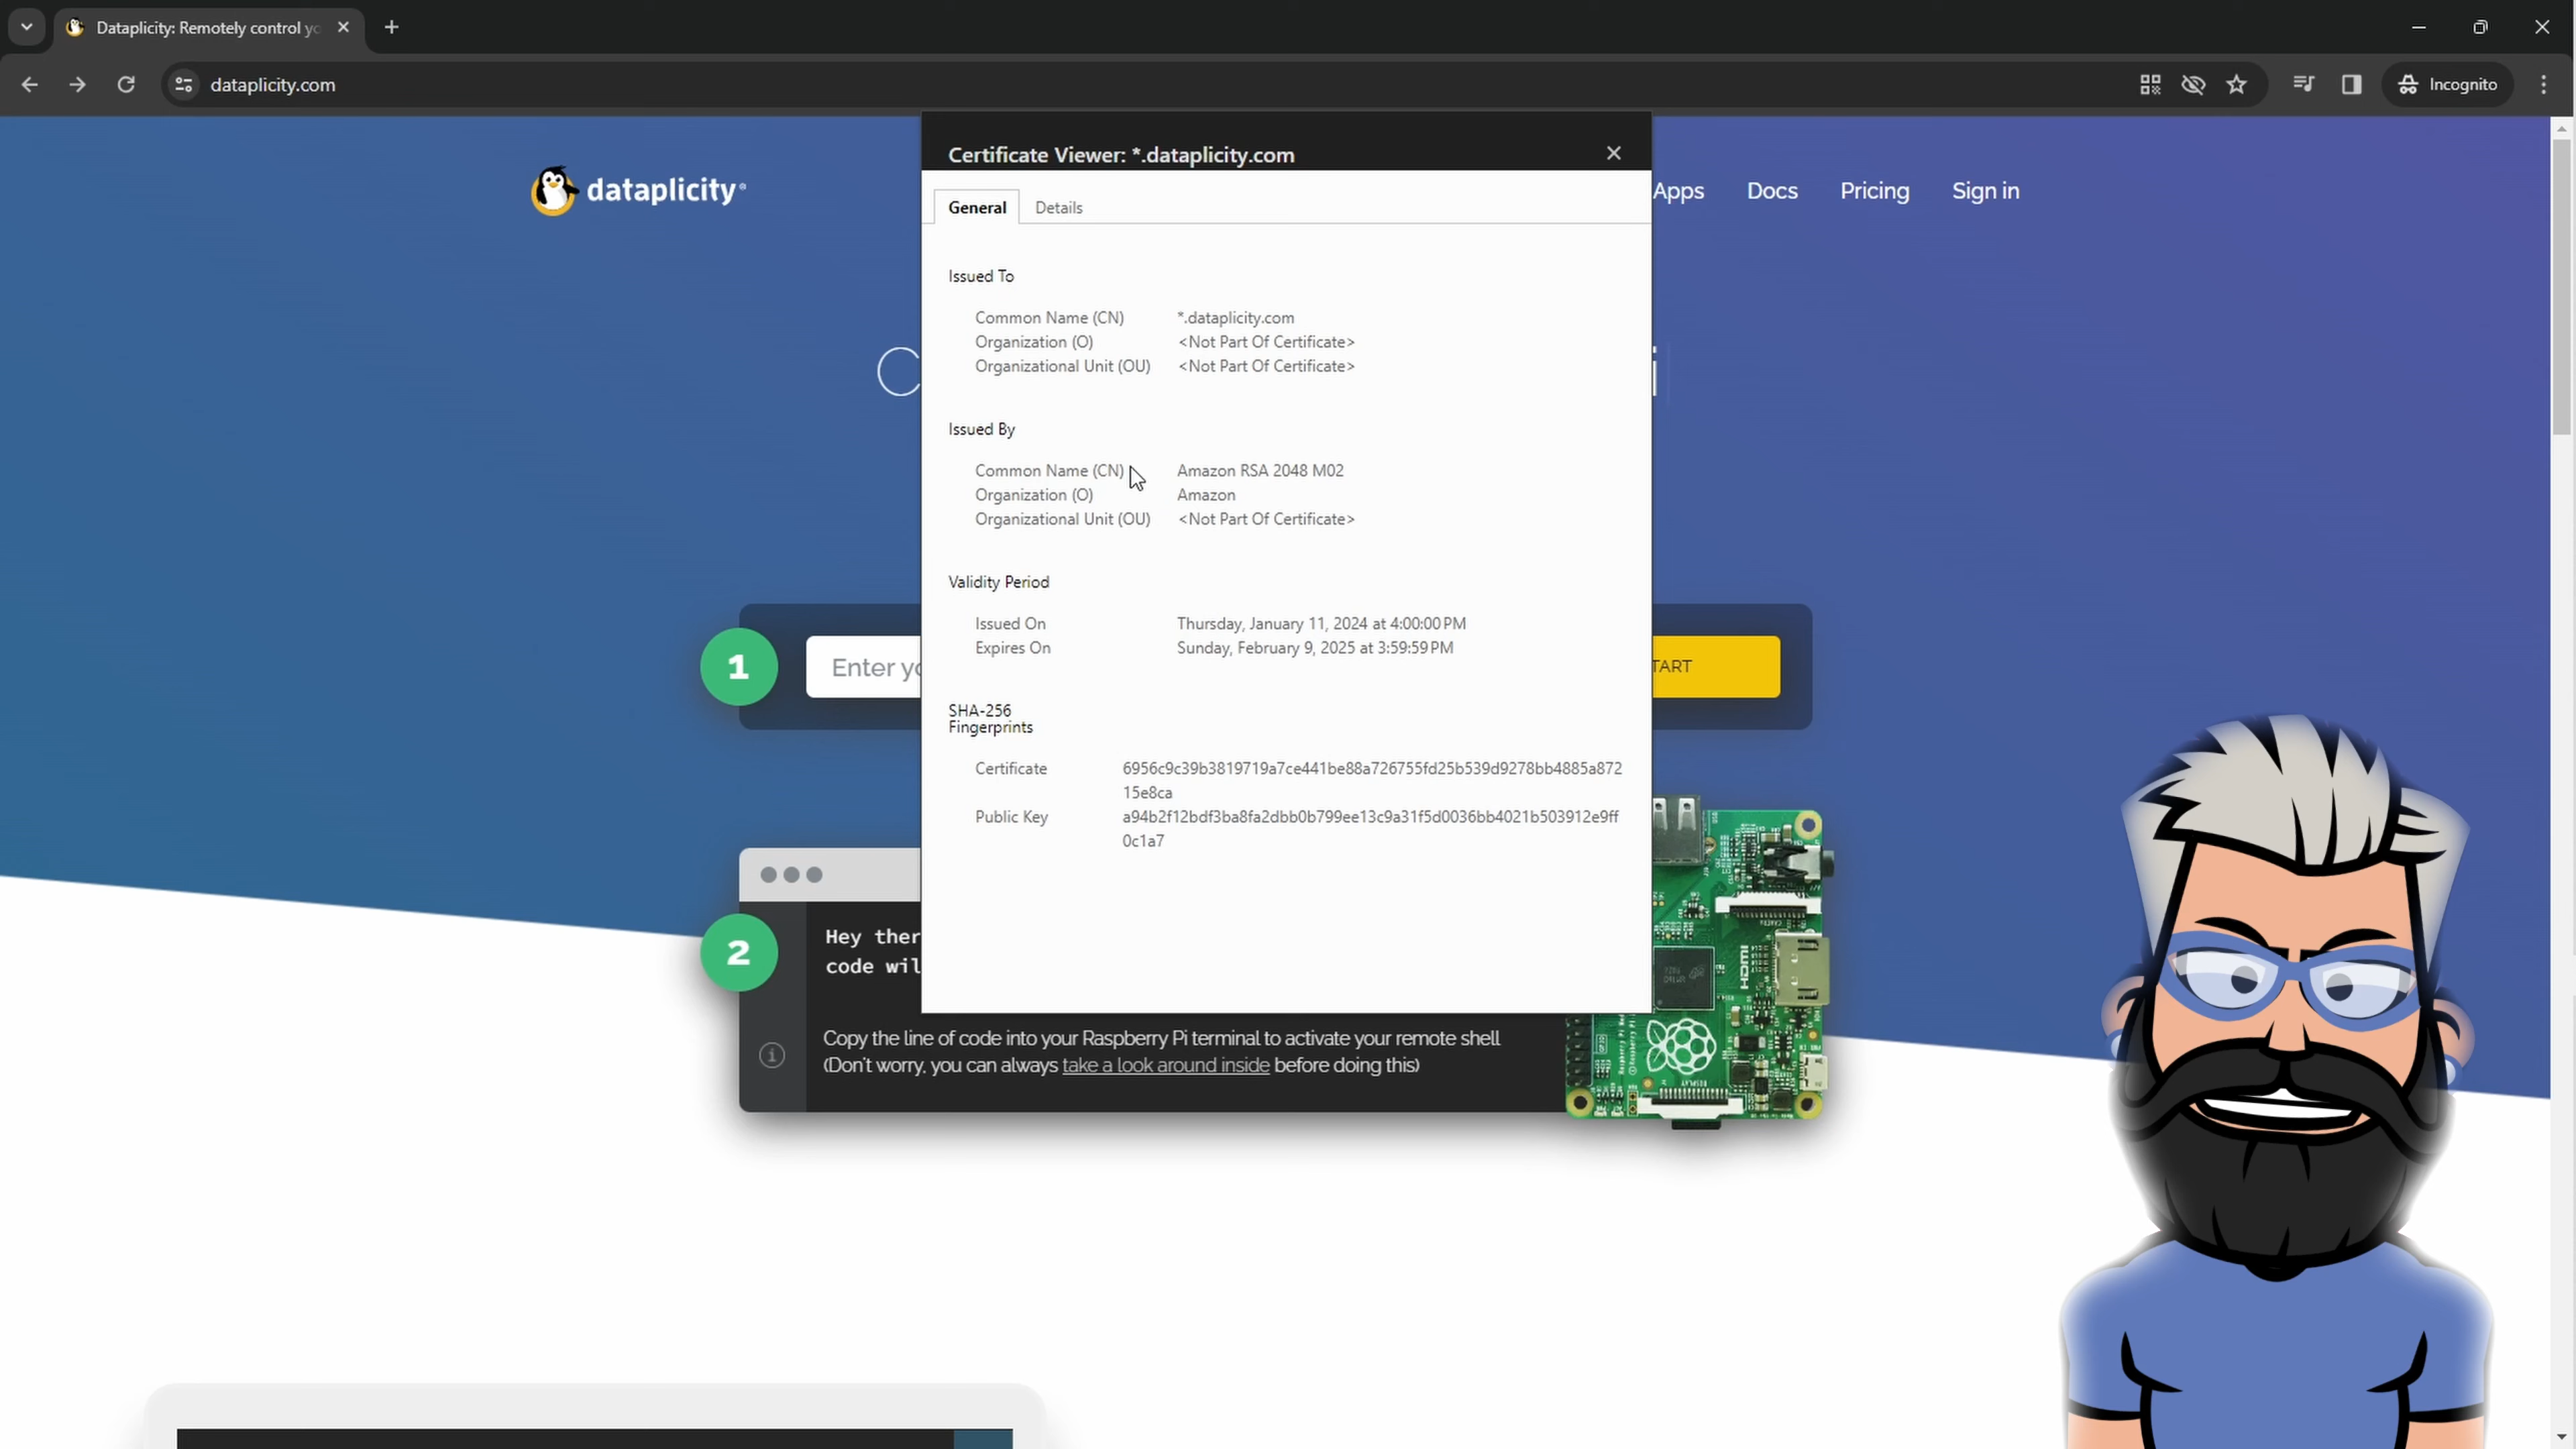 Dataplicity: Remotely control yo
dataplicity.com
Incognito
dataplicity®
Apps
Docs
Pricing
Sign in
Certificate Viewer: *.dataplicity.com
General
Details
Issued To
Common Name (CN) *.dataplicity.com
Organization (O) <Not Part Of Certificate>
Organizational Unit (OU) <Not Part Of Certificate>
Issued By
Common Name (CN) Amazon RSA 2048 M02
Organization (O) Amazon
Organizational Unit (OU) <Not Part Of Certificate>
Validity Period
Issued On Thursday, January 11, 2024 at 4:00:00 PM
Expires On Sunday, February 9, 2025 at 3:59:59 PM
SHA-256
Fingerprints
Certificate 6956c9c39b3819719a7ce441be88a726755fd25b539d9278bb4885a872
15e8ca
Public Key a94b2f12bdf3ba8fa2dbb0b799ee13c9a31f5d0036bb4021b503912e9ff
0c1a7
C
i
1
Enter yo
TART
2
Hey ther
code wil
Copy the line of code into your Raspberry Pi terminal to activate your remote shell
(Don't worry, you can always take a look around inside before doing this)
HDMI
DISPLAY